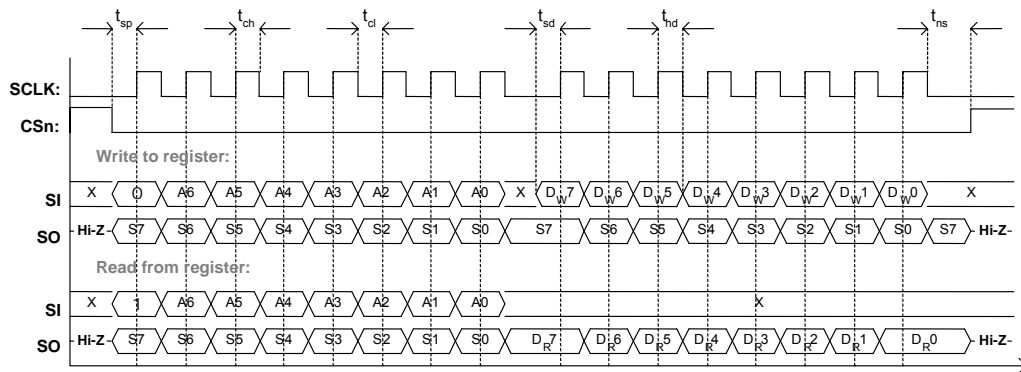 tsp tch tcl tsd thd tns
SCLK:
CSn:
Write to register:
SI X 0 A6 A5 A4 A3 A2 A1 A0 X DW7 DW6 DW5 DW4 DW3 DW2 DW1 DW0 X
SO Hi-Z S7 S6 S5 S4 S3 S2 S1 S0 S7 S6 S5 S4 S3 S2 S1 S0 S7 Hi-Z
Read from register:
SI X 1 A6 A5 A4 A3 A2 A1 A0 X
SO Hi-Z S7 S6 S5 S4 S3 S2 S1 S0 DR7 DR6 DR5 DR4 DR3 DR2 DR1 DR0 Hi-Z